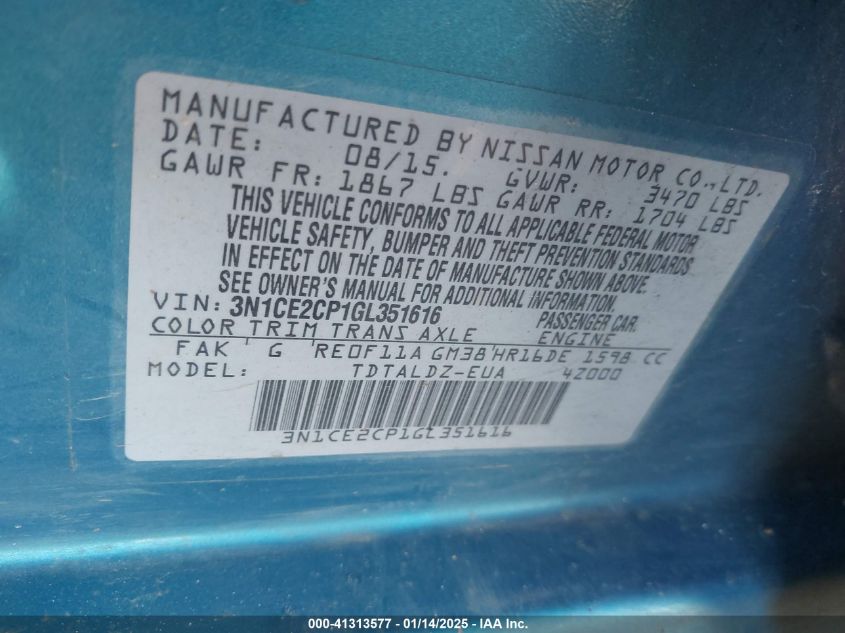 MANUFACTURED BY NISSAN MOTOR CO.,LTD.
DATE: 08/15. GVWR: 3470 LBS
GAWR FR: 1867 LBS GAWR RR: 1704 LBS
THIS VEHICLE CONFORMS TO ALL APPLICABLE FEDERAL MOTOR
VEHICLE SAFETY, BUMPER AND THEFT PREVENTION STANDARDS
IN EFFECT ON THE DATE OF MANUFACTURE SHOWN ABOVE.
SEE OWNER'S MANUAL FOR ADDITIONAL INFORMATION.
VIN: 3N1CE2CP1GL351616 PASSENGER CAR.
COLOR TRIM TRANS AXLE ENGINE
FAK' G 'RE0F11A GM38'HR16DE 1598 CC
MODEL: TDTALDZ-EUA 42000
3N1CE2CP1GL351616
000-41313577 - 01/14/2025 - IAA Inc.